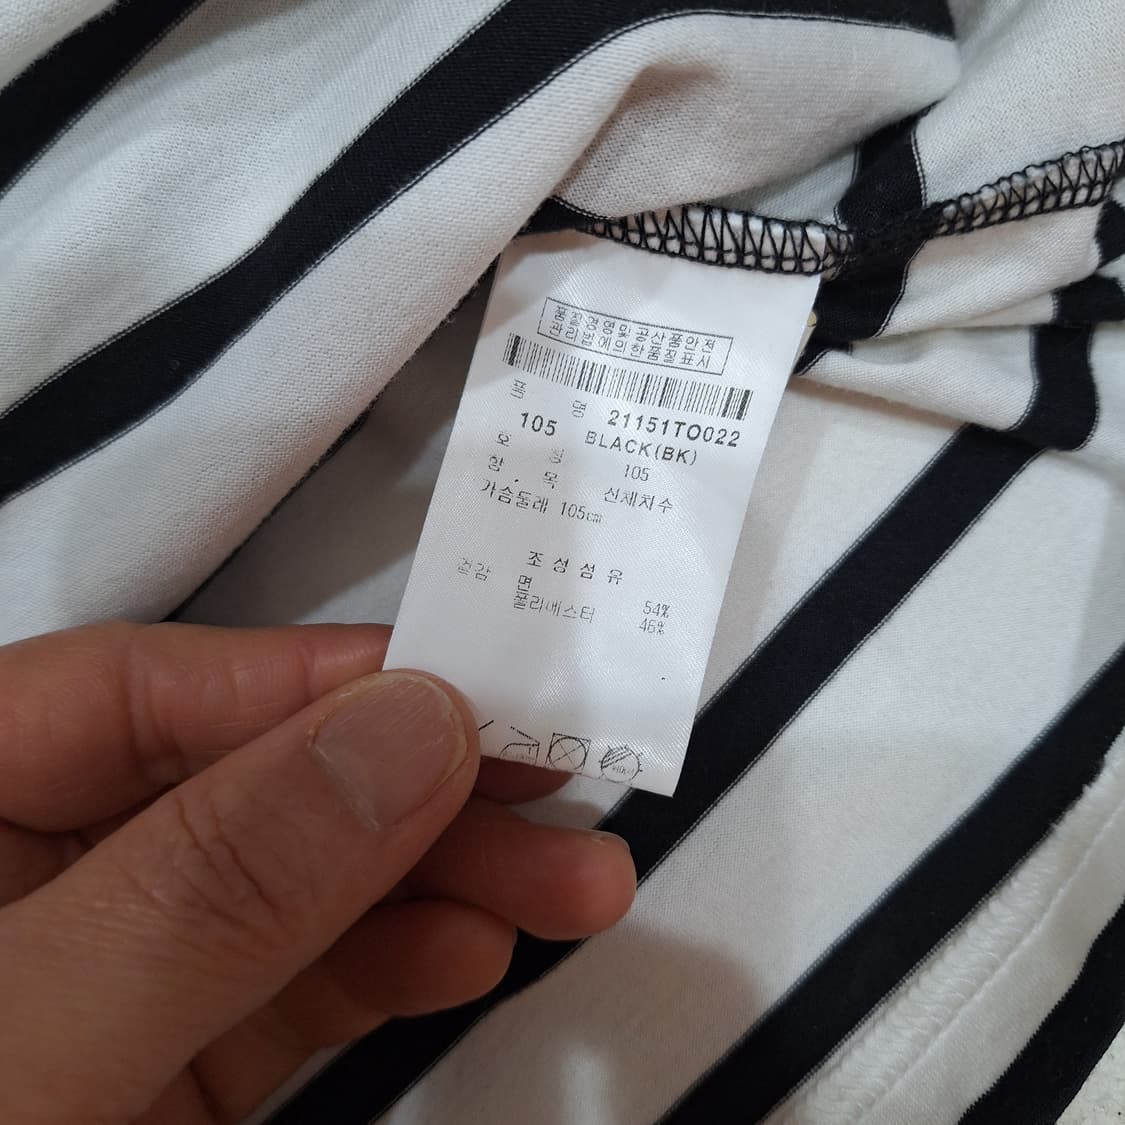 품질경영및공산품안전
관리법에의한품질표시
품 명 21151TO022
105 BLACK(BK)
호 칭 105
항 목 신체치수
가슴둘레 105cm
조성섬유
겉감 면 54%
폴리에스터 46%